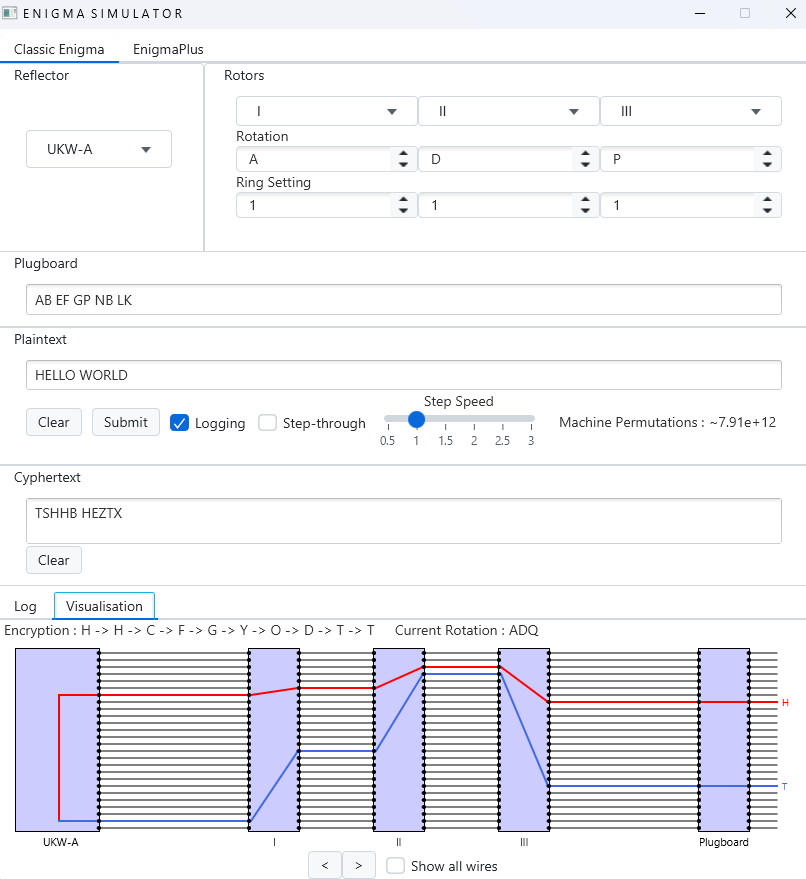 ENIGMA SIMULATOR
Classic Enigma EnigmaPlus
Reflector
UKW-A
Rotors
I II III
Rotation
A D P
Ring Setting
1 1 1
Plugboard
AB EF GP NB LK
Plaintext
HELLO WORLD
Clear Submit Logging Step-through
Step Speed
0.5 1 1.5 2 2.5 3
Machine Permutations : ~7.91e+12
Cyphertext
TSHHB HEZTX
Clear
Log Visualisation
Encryption : H -> H -> C -> F -> G -> Y -> O -> D -> T -> T Current Rotation : ADQ
H
T
UKW-A I II III Plugboard
< > Show all wires